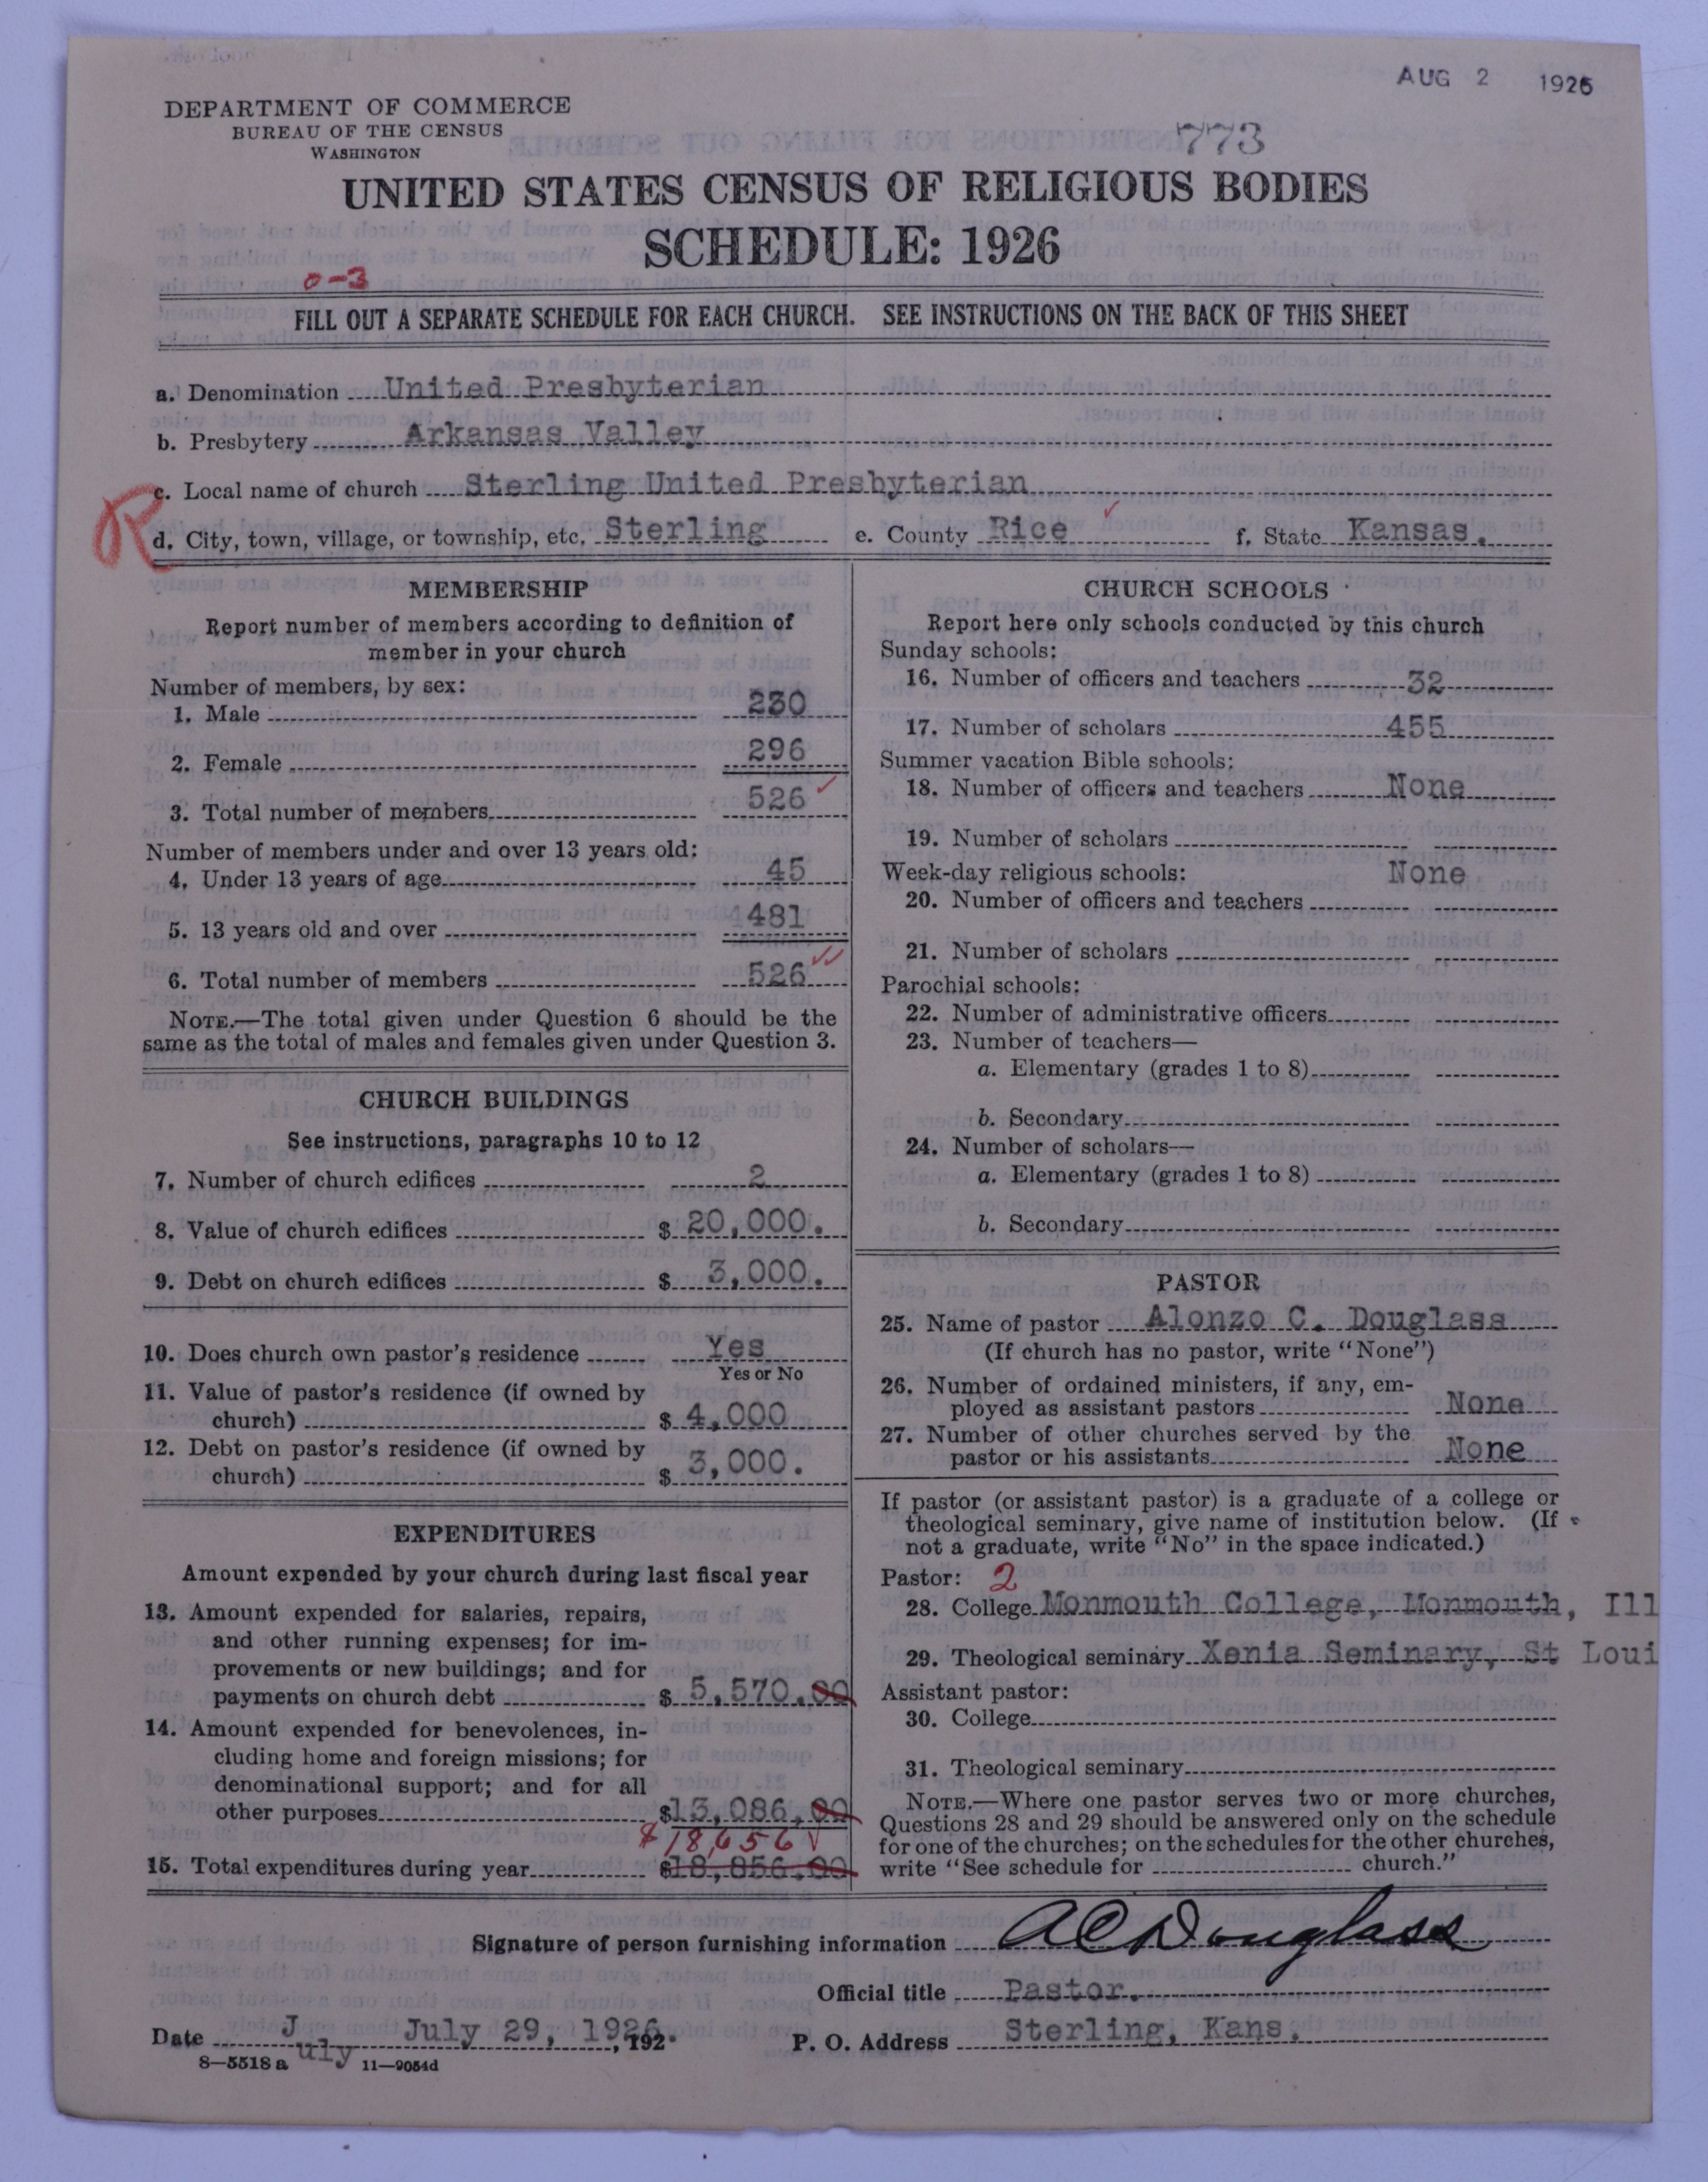 AUG 2 1926
DEPARTMENT OF COMMERCE
BUREAU OF THE CENSUS
WASHINGTON
773
UNITED STATES CENSUS OF RELIGIOUS BODIES
SCHEDULE: 1926
0-3
FILL OUT A SEPARATE SCHEDULE FOR EACH CHURCH. SEE INSTRUCTIONS ON THE BACK OF THIS SHEET
a. Denomination United Presbyterian
b. Presbytery Arkansas Valley
R
c. Local name of church Sterling United Presbyterian
d. City, town, village, or township, etc. Sterling e. County Rice ✓ f. State Kansas.
MEMBERSHIP
Report number of members according to definition of
member in your church
Number of members, by sex:
1. Male 230
2. Female 296
3. Total number of members 526 ✓
Number of members under and over 13 years old:
4. Under 13 years of age 45
5. 13 years old and over 481
6. Total number of members 526 ✓✓
NOTE.—The total given under Question 6 should be the
same as the total of males and females given under Question 3.
CHURCH BUILDINGS
See instructions, paragraphs 10 to 12
7. Number of church edifices 2
8. Value of church edifices $ 20,000.
9. Debt on church edifices $ 3,000.
10. Does church own pastor's residence Yes
Yes or No
11. Value of pastor's residence (if owned by
church) $ 4,000
12. Debt on pastor's residence (if owned by
church) $ 3,000.
EXPENDITURES
Amount expended by your church during last fiscal year
13. Amount expended for salaries, repairs,
and other running expenses; for im-
provements or new buildings; and for
payments on church debt $ 5,570.00
14. Amount expended for benevolences, in-
cluding home and foreign missions; for
denominational support; and for all
other purposes $13,086.00
$18,656 ✓
15. Total expenditures during year $18,856.00
CHURCH SCHOOLS
Report here only schools conducted by this church
Sunday schools:
16. Number of officers and teachers 32
17. Number of scholars 455
Summer vacation Bible schools:
18. Number of officers and teachers None
19. Number of scholars
Week-day religious schools: None
20. Number of officers and teachers
21. Number of scholars
Parochial schools:
22. Number of administrative officers
23. Number of teachers—
a. Elementary (grades 1 to 8)
b. Secondary
24. Number of scholars—
a. Elementary (grades 1 to 8)
b. Secondary
PASTOR
25. Name of pastor Alonzo C. Douglass
(If church has no pastor, write "None")
26. Number of ordained ministers, if any, em-
ployed as assistant pastors None
27. Number of other churches served by the
pastor or his assistants None
If pastor (or assistant pastor) is a graduate of a college or
theological seminary, give name of institution below. (If
not a graduate, write "No" in the space indicated.)
Pastor: 2
28. College Monmouth College, Monmouth, Ill
29. Theological seminary Xenia Seminary, St Loui
Assistant pastor:
30. College
31. Theological seminary
NOTE.—Where one pastor serves two or more churches,
Questions 28 and 29 should be answered only on the schedule
for one of the churches; on the schedules for the other churches,
write "See schedule for church."
Signature of person furnishing information AC Douglass
Official title Pastor.
Date J uly July 29, 1926. , 192 P. O. Address Sterling, Kans.
8—5518 a 11—9054d